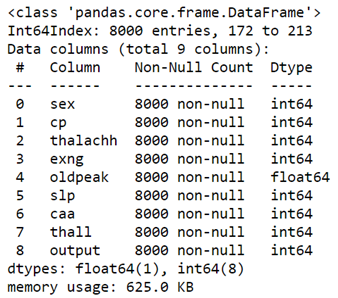 <class 'pandas.core.frame.DataFrame'>
Int64Index: 8000 entries, 172 to 213
Data columns (total 9 columns):
 #   Column    Non-Null Count  Dtype
---  ------    --------------  -----
 0   sex       8000 non-null   int64
 1   cp        8000 non-null   int64
 2   thalachh  8000 non-null   int64
 3   exng      8000 non-null   int64
 4   oldpeak   8000 non-null   float64
 5   slp       8000 non-null   int64
 6   caa       8000 non-null   int64
 7   thall     8000 non-null   int64
 8   output    8000 non-null   int64
dtypes: float64(1), int64(8)
memory usage: 625.0 KB